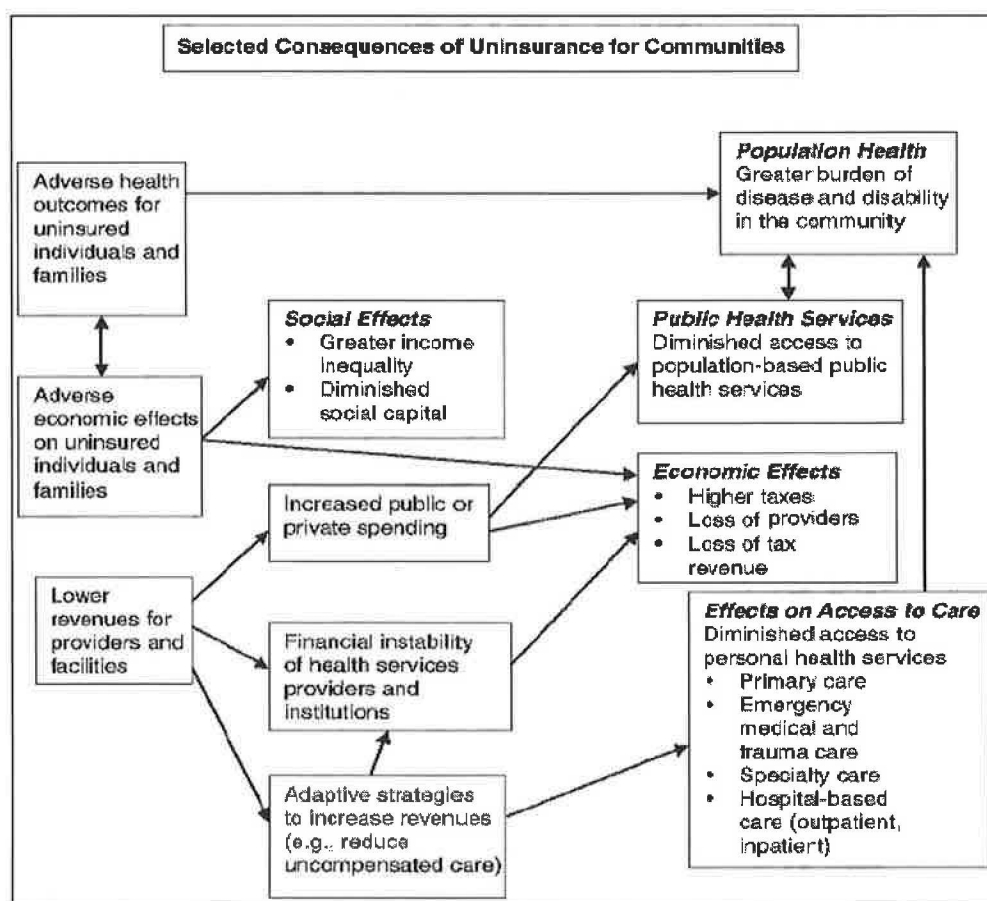 Selected Consequences of Uninsurance for Communities
Population Health
Greater burden of
disease and disability
in the community
Adverse health
outcomes for
uninsured
individuals and
families
Social Effects
• Greater income
inequality
• Diminished
social capital
Public Health Services
Diminished access to
population-based public
health services
Adverse
economic effects
on uninsured
individuals and
families
Economic Effects
• Higher taxes
• Loss of providers
• Loss of tax
revenue
Increased public or
private spending
Lower
revenues for
providers and
facilities
Financial instability
of health services
providers and
institutions
Effects on Access to Care
Diminished access to
personal health services
• Primary care
• Emergency
medical and
trauma care
• Specialty care
• Hospital-based
care (outpatient,
inpatient)
Adaptive strategies
to increase revenues
(e.g., reduce
uncompensated care)